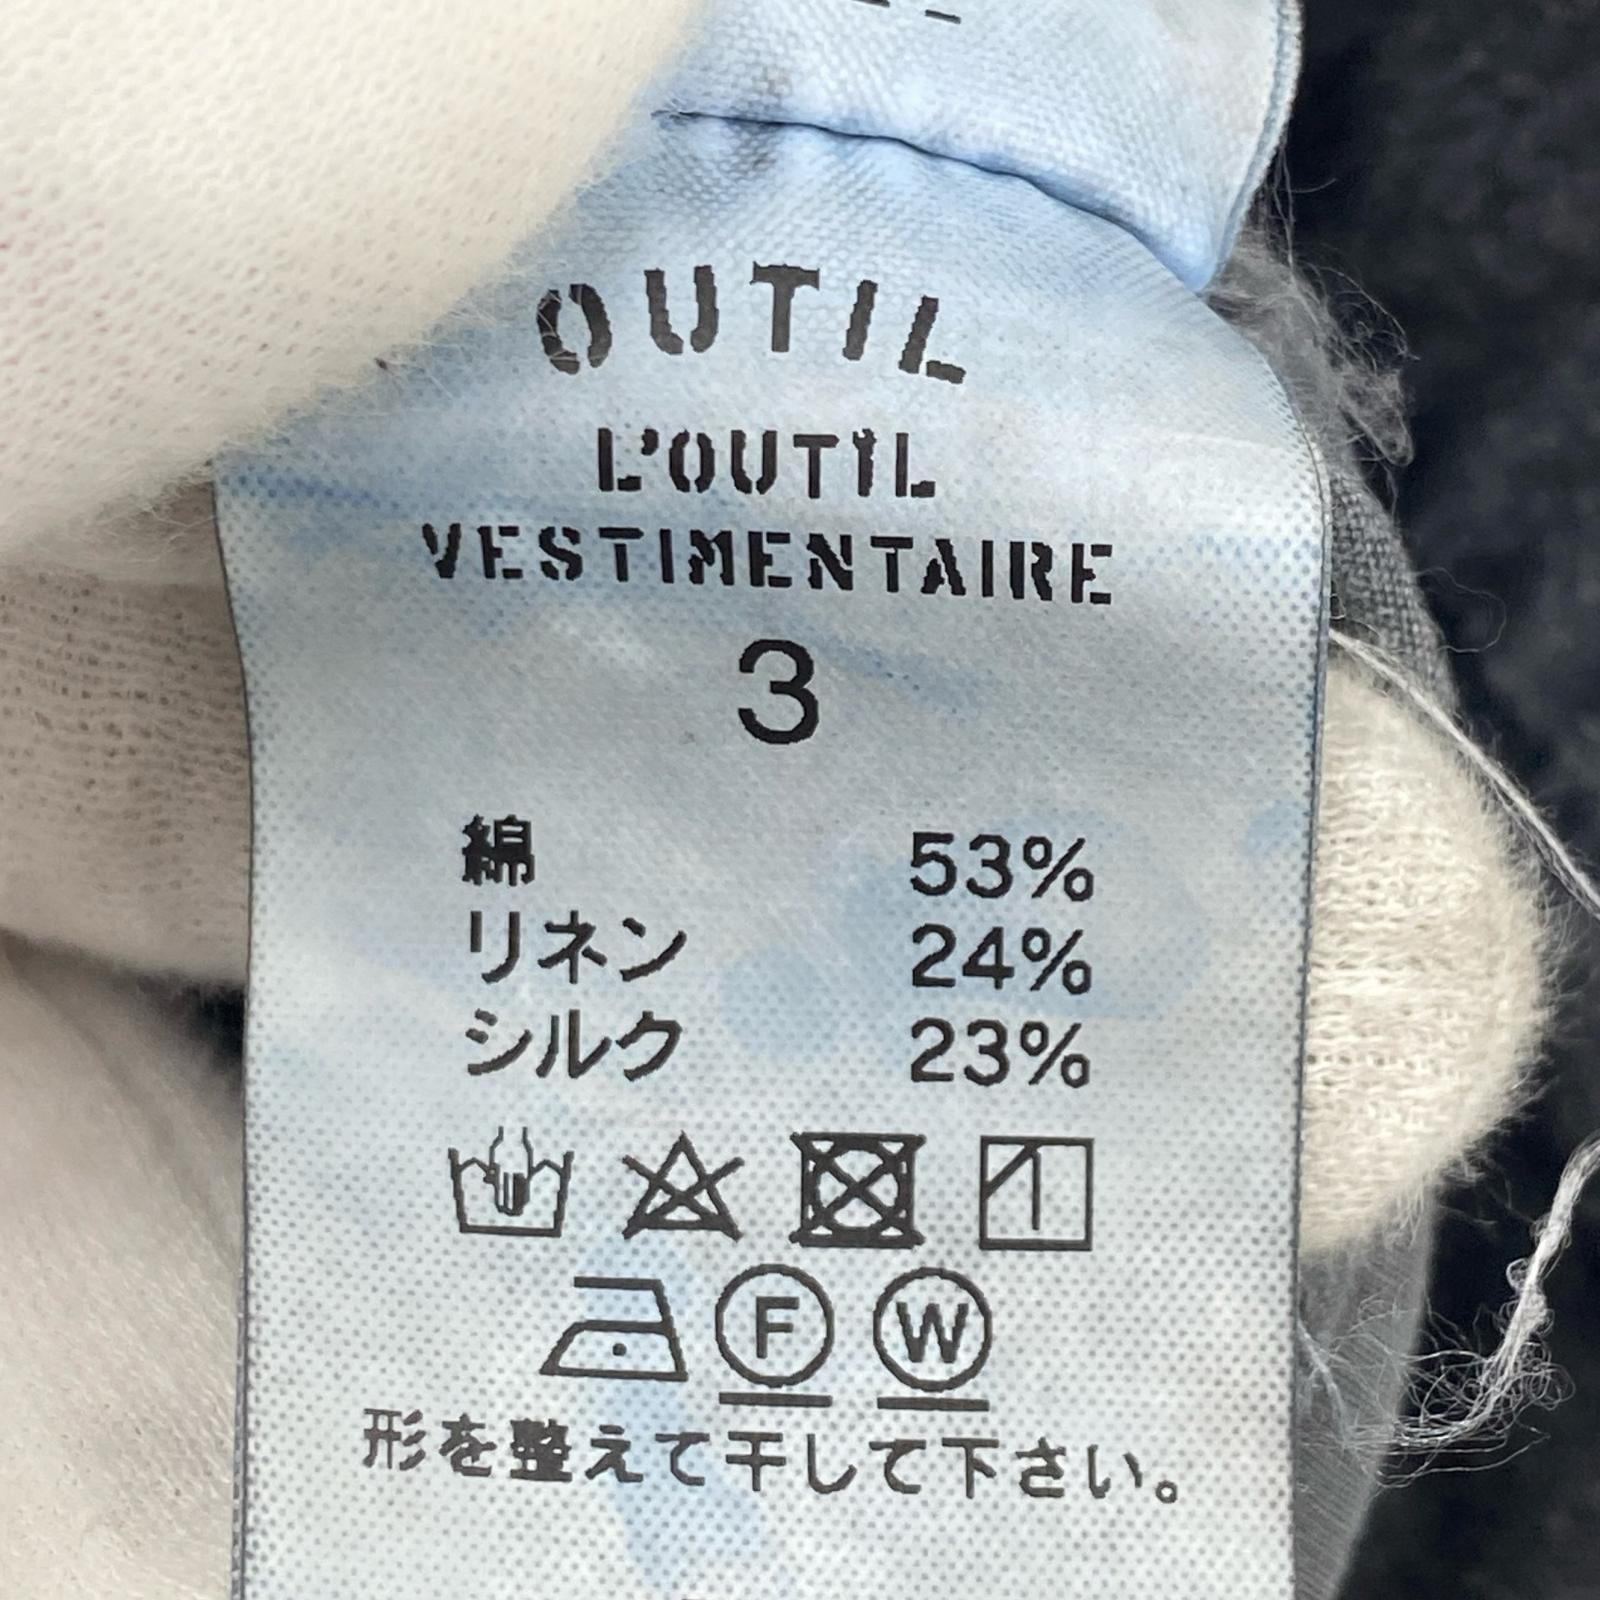 OUTIL
L'OUTIL
VESTIMENTAIRE
3
綿 53%
リネン 24%
シルク 23%
F W
形を整えて干して下さい。